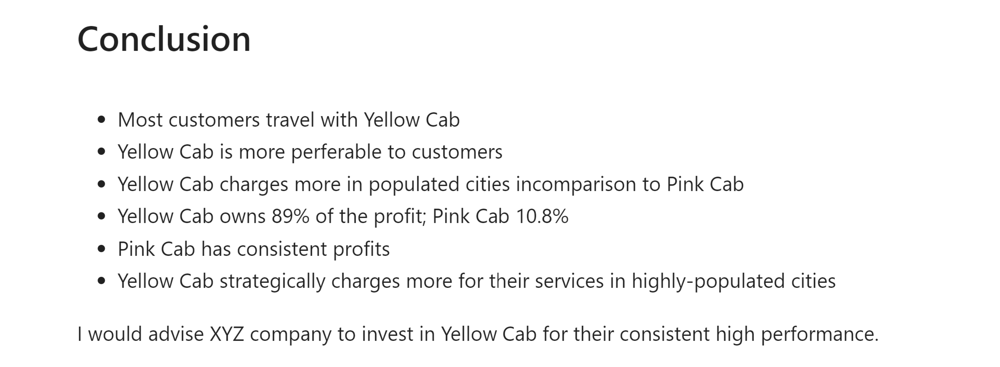 Conclusion
• Most customers travel with Yellow Cab
• Yellow Cab is more perferable to customers
• Yellow Cab charges more in populated cities incomparison to Pink Cab
• Yellow Cab owns 89% of the profit; Pink Cab 10.8%
• Pink Cab has consistent profits
• Yellow Cab strategically charges more for their services in highly-populated cities
I would advise XYZ company to invest in Yellow Cab for their consistent high performance.